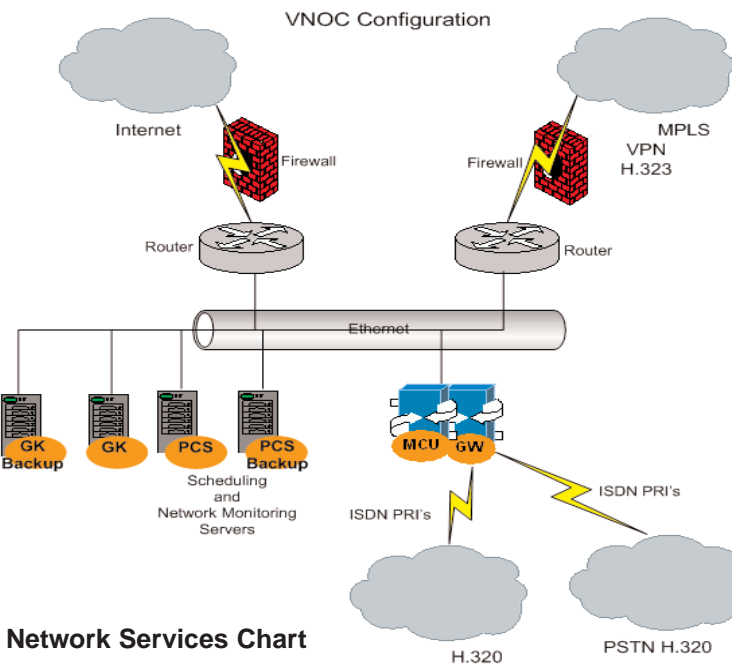 VNOC Configuration
Internet
MPLS
VPN
H.323
Firewall
Firewall
Router
Router
Ethernet
GK
Backup
GK
PCS
PCS
Backup
MCU
GW
Scheduling
and
Network Monitoring
Servers
ISDN PRI's
ISDN PRI's
Network Services Chart
H.320
PSTN H.320